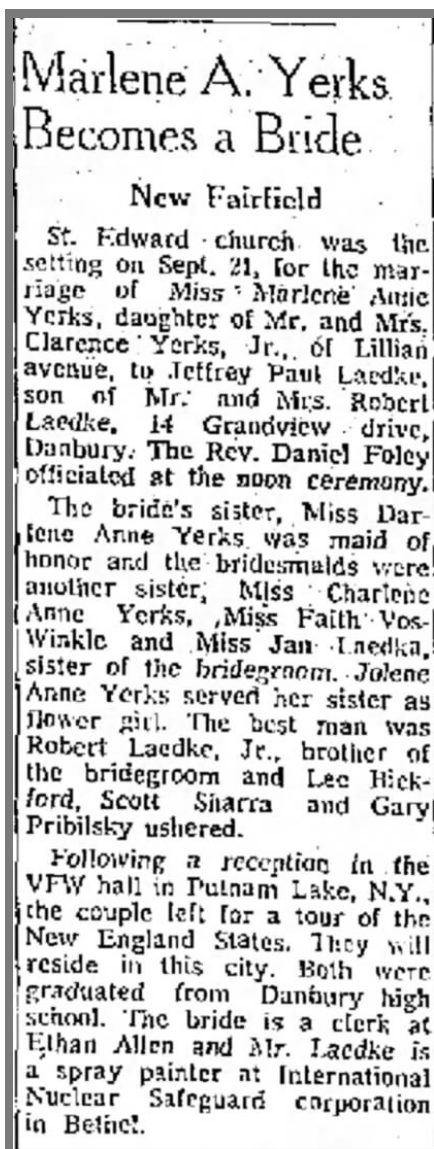 Marlene A. Yerks
Becomes a Bride
New Fairfield
St. Edward church was the
setting on Sept. 21, for the mar-
riage of Miss Marlene Anne
Yerks, daughter of Mr. and Mrs.
Clarence Yerks, Jr., of Lillian
avenue, to Jeffrey Paul Laedke,
son of Mr. and Mrs. Robert
Laedke, 14 Grandview drive,
Danbury. The Rev. Daniel Foley
officiated at the noon ceremony.
The bride's sister, Miss Dar-
lene Anne Yerks was maid of
honor and the bridesmaids were
another sister, Miss Charlene
Anne Yerks, Miss Faith Vos-
Winkle and Miss Jan Laedka,
sister of the bridegroom. Jolene
Anne Yerks served her sister as
flower girl. The best man was
Robert Laedke, Jr., brother of
the bridegroom and Lee Hick-
ford, Scott Sharra and Gary
Pribilsky ushered.
Following a reception in the
VFW hall in Putnam Lake, N.Y.,
the couple left for a tour of the
New England States. They will
reside in this city. Both were
graduated from Danbury high
school. The bride is a clerk at
Ethan Allen and Mr. Laedke is
a spray painter at International
Nuclear Safeguard corporation
in Bethel.